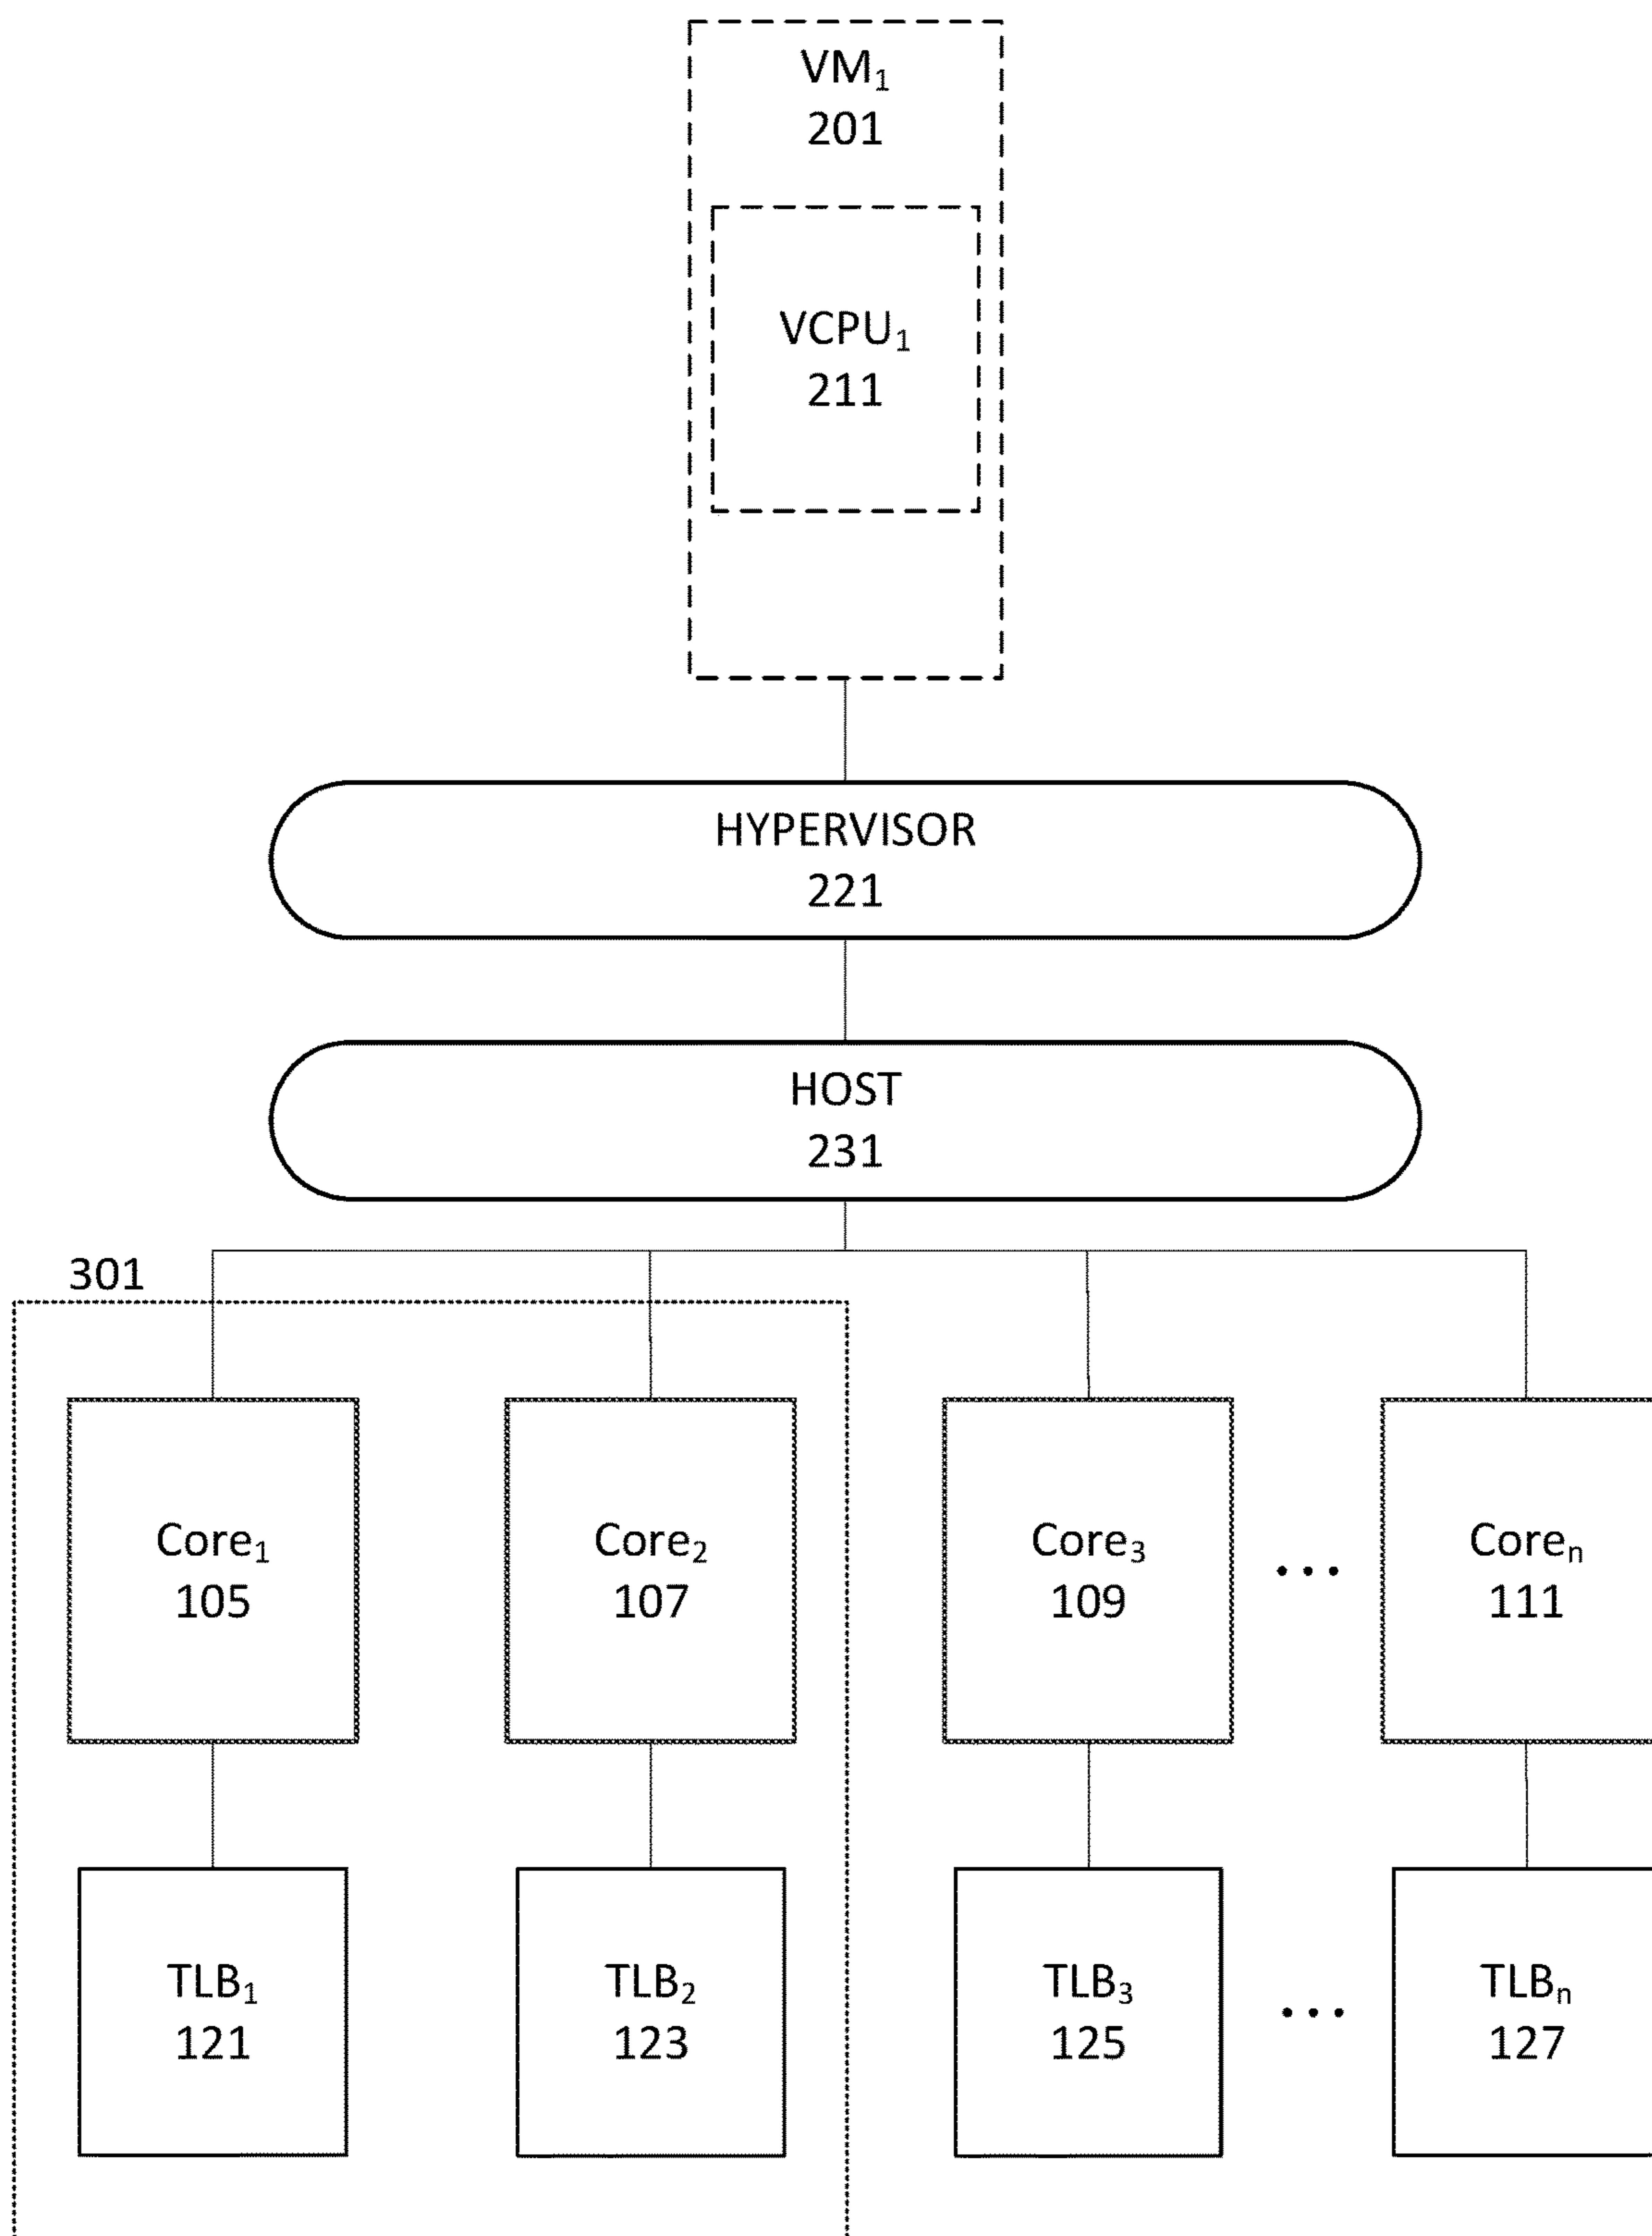 VM₁
201
VCPU₁
211
HYPERVISOR
221
HOST
231
301
Core₁
105
Core₂
107
Core₃
109
...
Coreₙ
111
TLB₁
121
TLB₂
123
TLB₃
125
...
TLBₙ
127